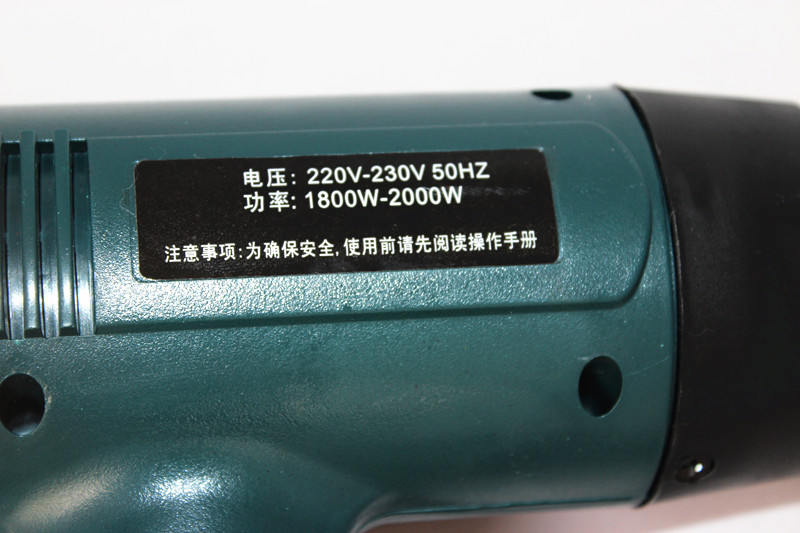 电压: 220V-230V 50HZ
功率: 1800W-2000W
注意事项:为确保安全,使用前请先阅读操作手册